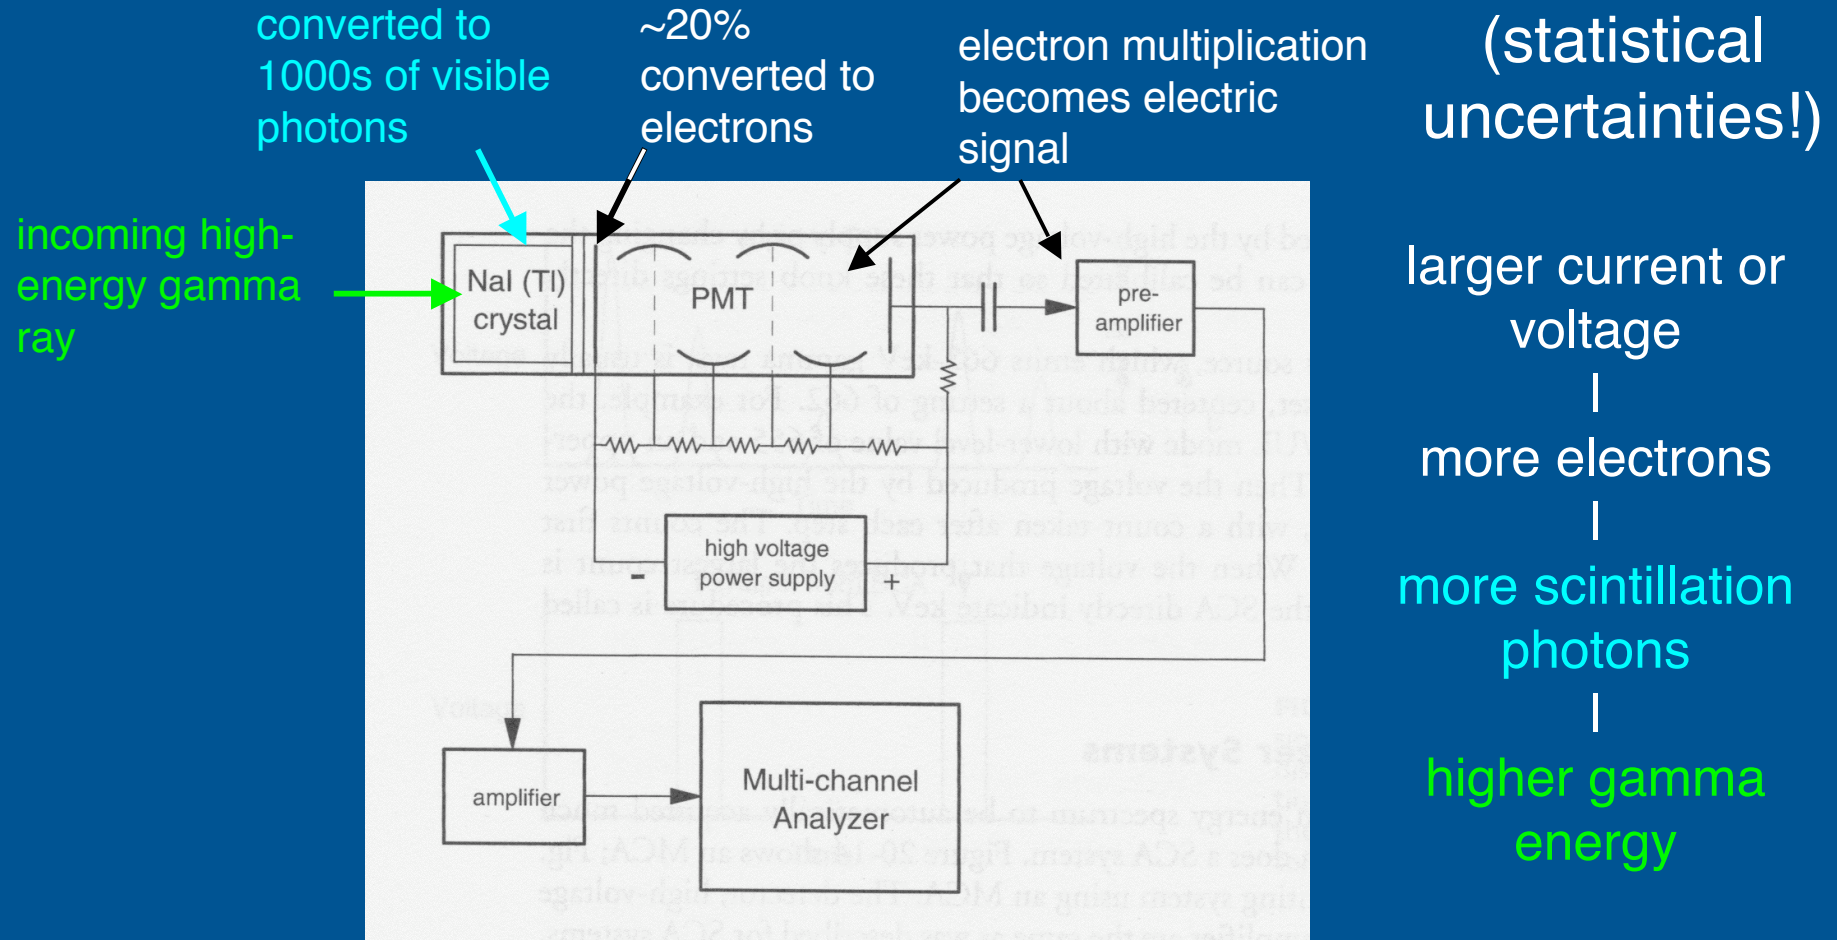 converted to
1000s of visible
photons
~20%
converted to
electrons
electron multiplication
becomes electric
signal
(statistical
uncertainties!)
incoming high-
energy gamma
ray
NaI (Tl)
crystal
PMT
pre-
amplifier
high voltage
power supply
-
+
amplifier
Multi-channel
Analyzer
larger current or
voltage
more electrons
more scintillation
photons
higher gamma
energy